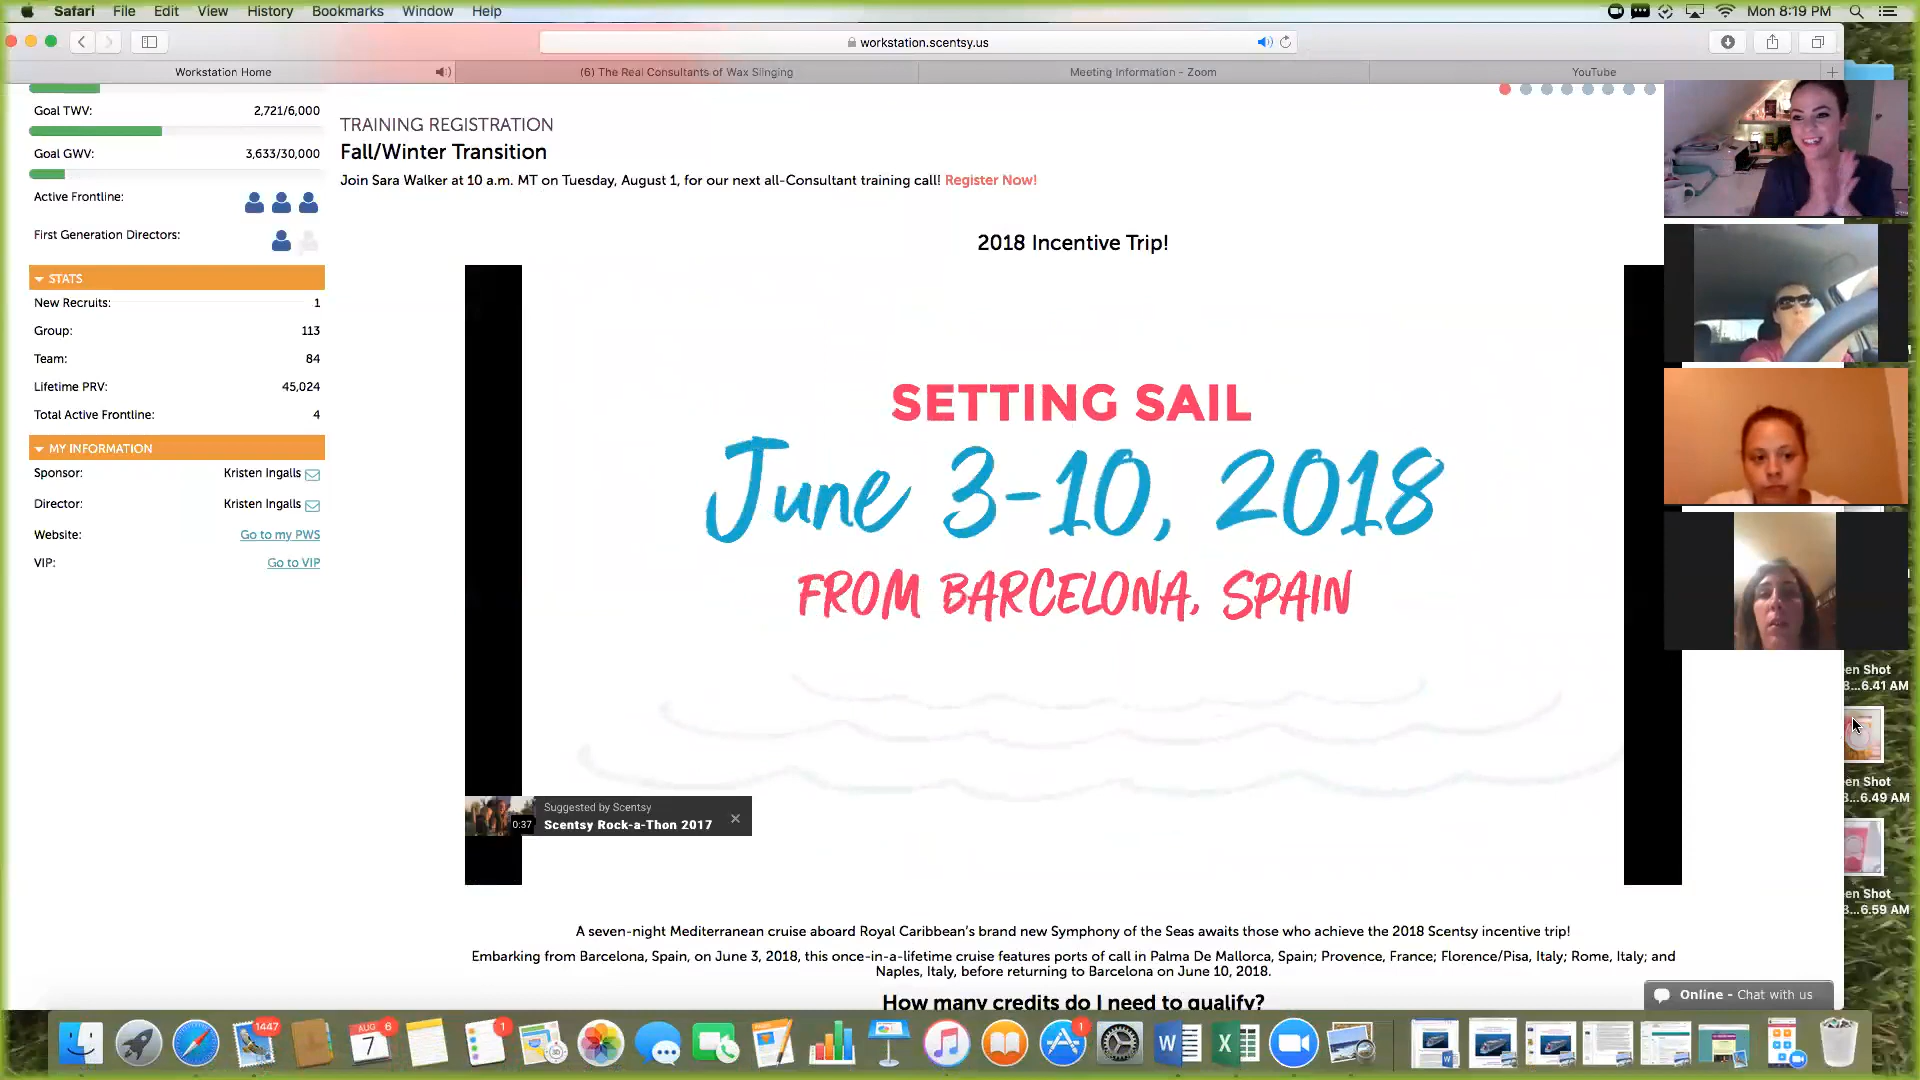 Safari File Edit View History Bookmarks Window Help
Mon 8:19 PM
workstation.scentsy.us
Workstation Home
(6) The Real Consultants of Wax Slinging
Meeting Information - Zoom
YouTube
Goal TWV: 2,721/6,000
Goal GWV: 3,633/30,000
Active Frontline:
First Generation Directors:
STATS
New Recruits: 1
Group: 113
Team: 84
Lifetime PRV: 45,024
Total Active Frontline: 4
MY INFORMATION
Sponsor: Kristen Ingalls
Director: Kristen Ingalls
Website: Go to my PWS
VIP: Go to VIP
TRAINING REGISTRATION
Fall/Winter Transition
Join Sara Walker at 10 a.m. MT on Tuesday, August 1, for our next all-Consultant training call! Register Now!
2018 Incentive Trip!
SETTING SAIL
June 3-10, 2018
FROM BARCELONA, SPAIN
Suggested by Scentsy
0:37
Scentsy Rock-a-Thon 2017
A seven-night Mediterranean cruise aboard Royal Caribbean's brand new Symphony of the Seas awaits those who achieve the 2018 Scentsy incentive trip!
Embarking from Barcelona, Spain, on June 3, 2018, this once-in-a-lifetime cruise features ports of call in Palma De Mallorca, Spain; Provence, France; Florence/Pisa, Italy; Rome, Italy; and
Naples, Italy, before returning to Barcelona on June 10, 2018.
How many credits do I need to qualify?
Online - Chat with us
en Shot
...6.41 AM
en Shot
...6.49 AM
en Shot
...6.59 AM
1447
AUG 6
7
1
1